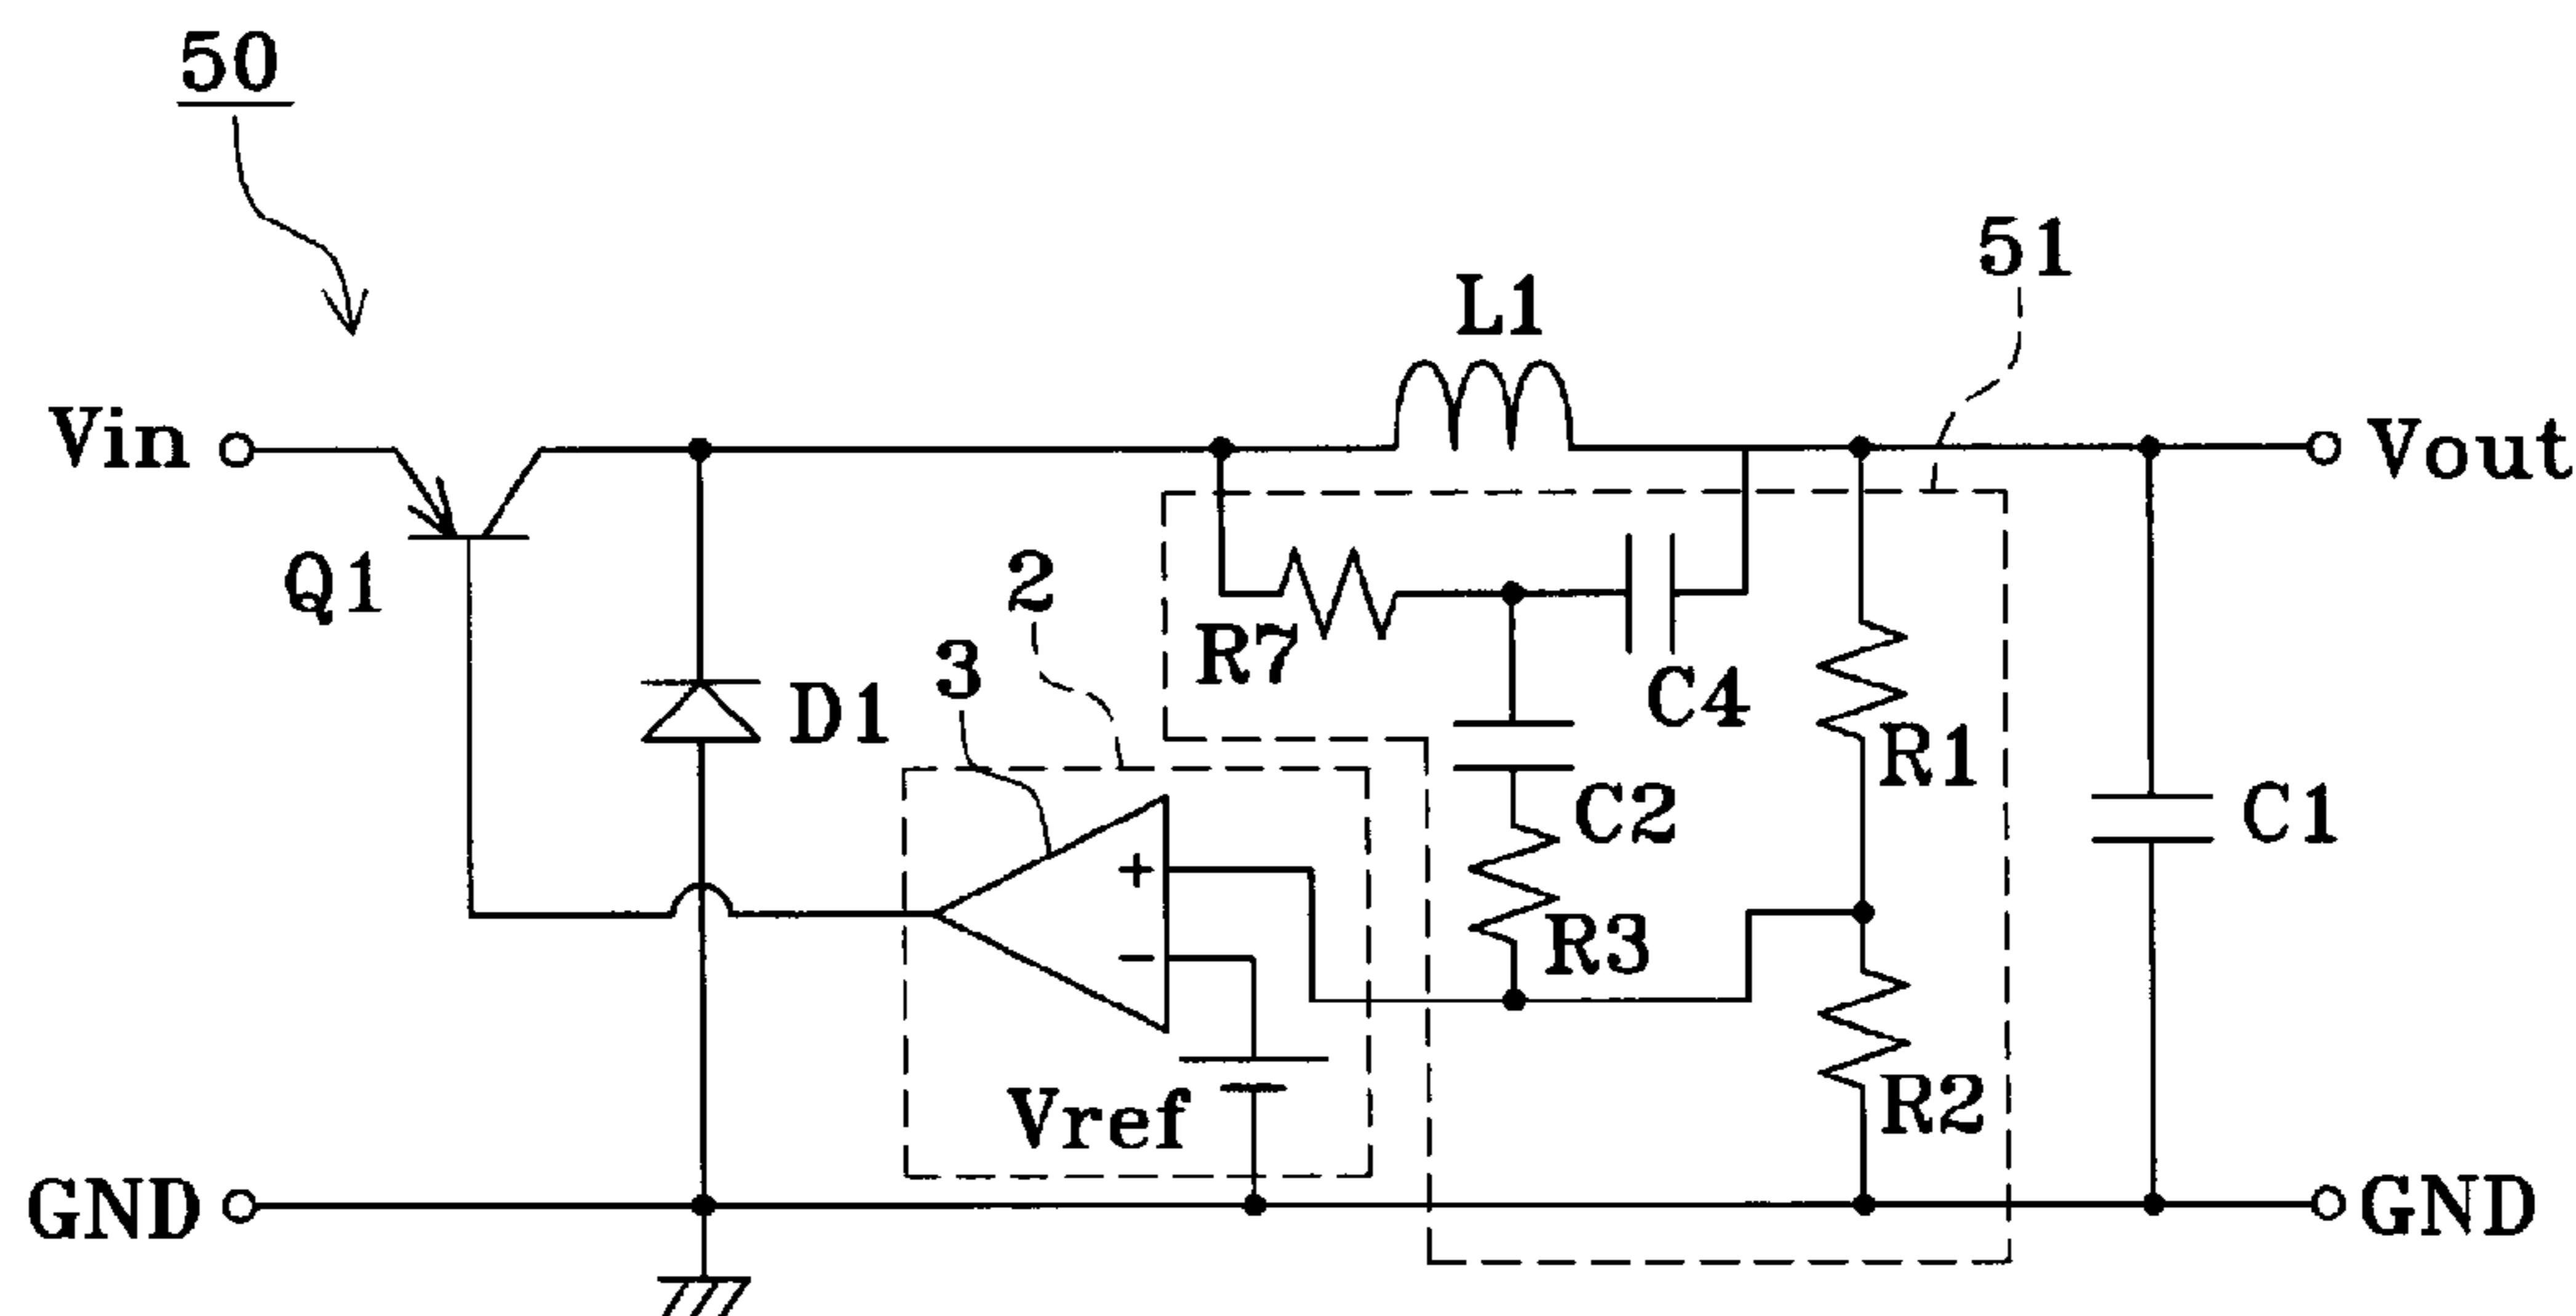 50
51
L1
Vin
Vout
Q1
2
R7
3
C4
D1
R1
C2
C1
+
R3
−
Vref
R2
GND
GND